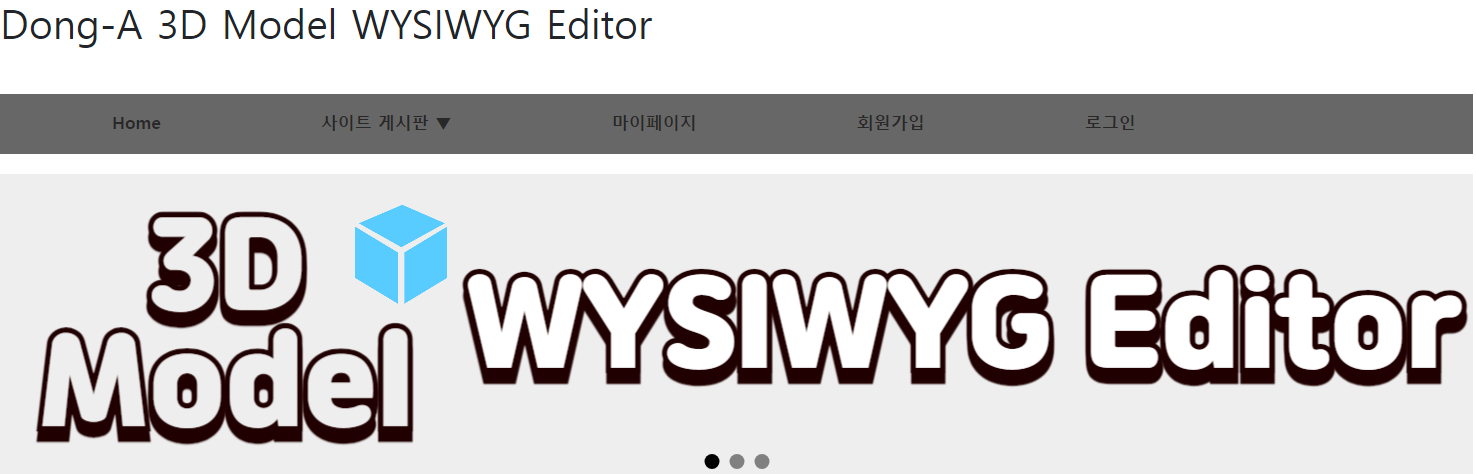 Dong-A 3D Model WYSIWYG Editor
Home 사이트 게시판 ▼ 마이페이지 회원가입 로그인
3D
Model
WYSIWYG Editor